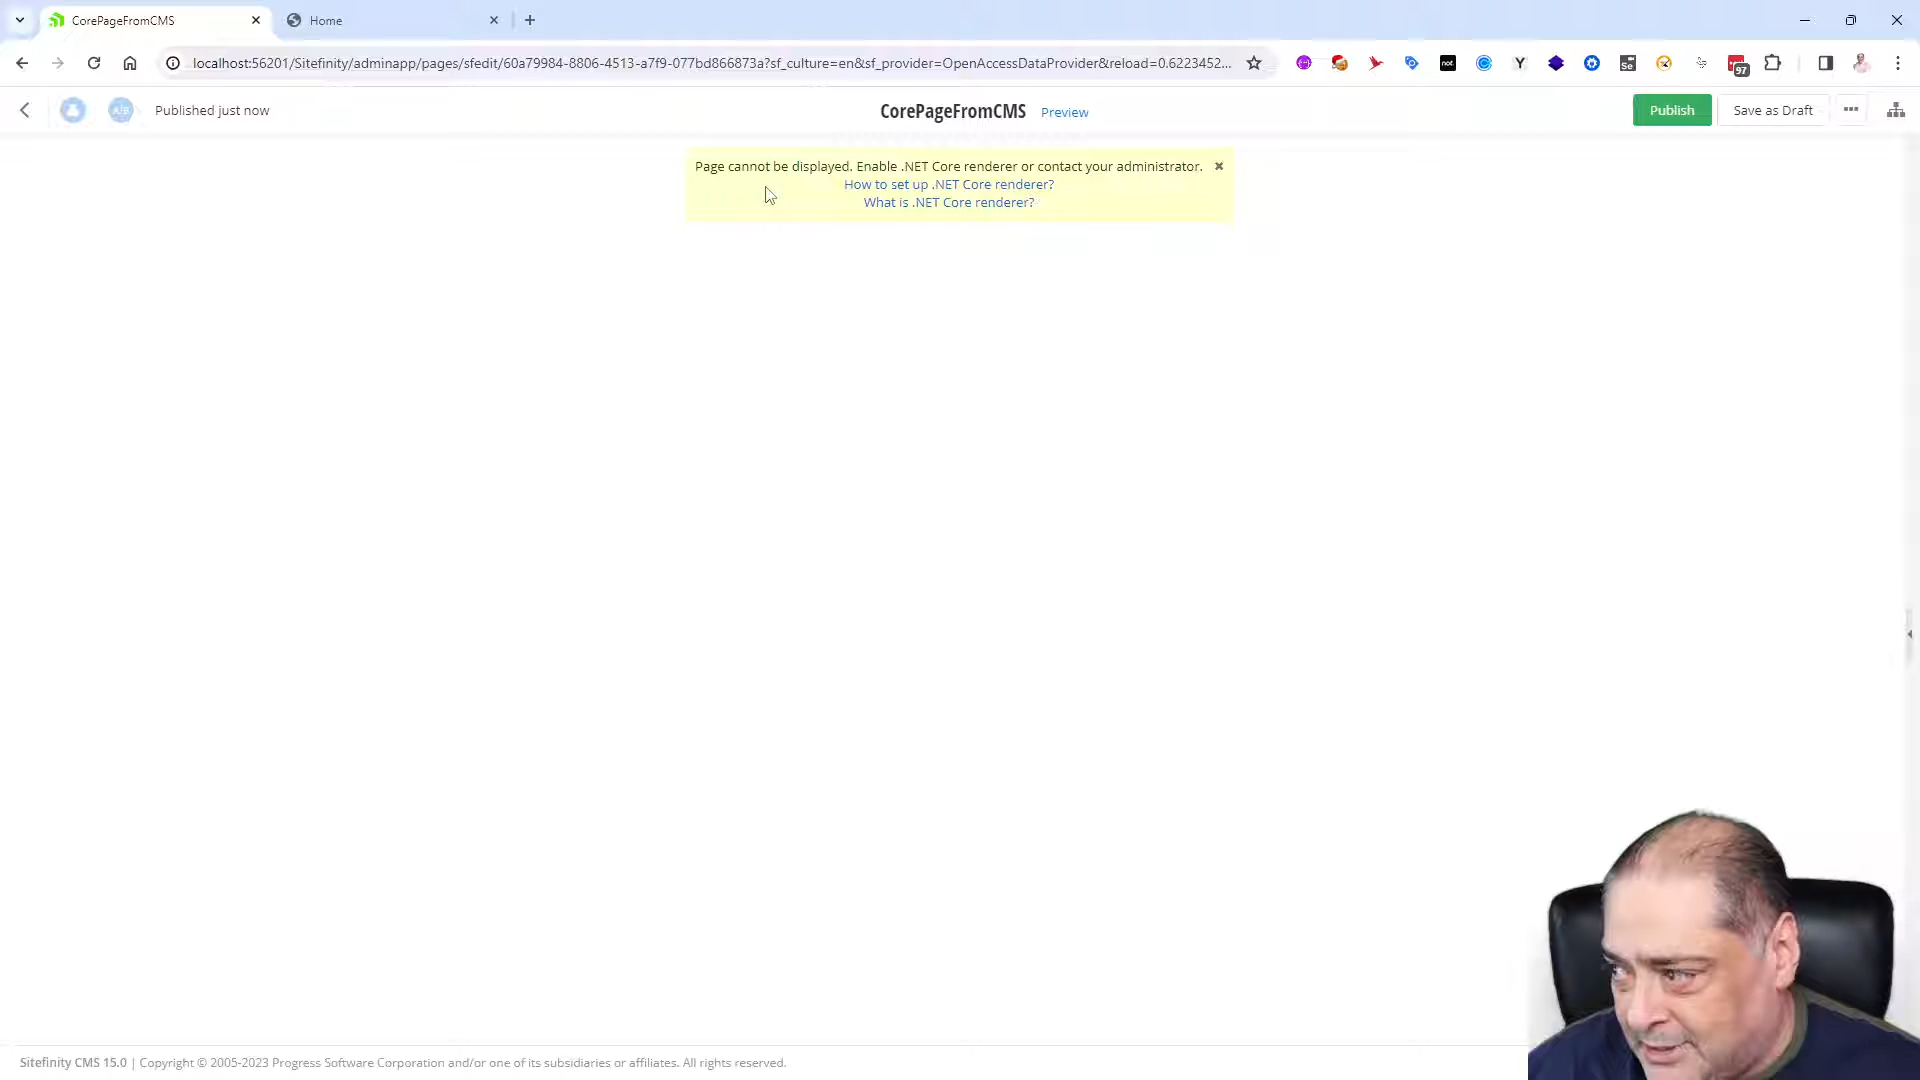 CorePageFromCMS
Home
localhost:56201/Sitefinity/adminapp/pages/sfedit/60a79984-8806-4513-a7f9-077bd866873a?sf_culture=en&sf_provider=OpenAccessDataProvider&reload=0.6223452...
not
Y
Se
97
A/B
Published just now
CorePageFromCMS
Preview
Publish
Save as Draft
Page cannot be displayed. Enable .NET Core renderer or contact your administrator.
How to set up .NET Core renderer?
What is .NET Core renderer?
Sitefinity CMS 15.0 | Copyright © 2005-2023 Progress Software Corporation and/or one of its subsidiaries or affiliates. All rights reserved.